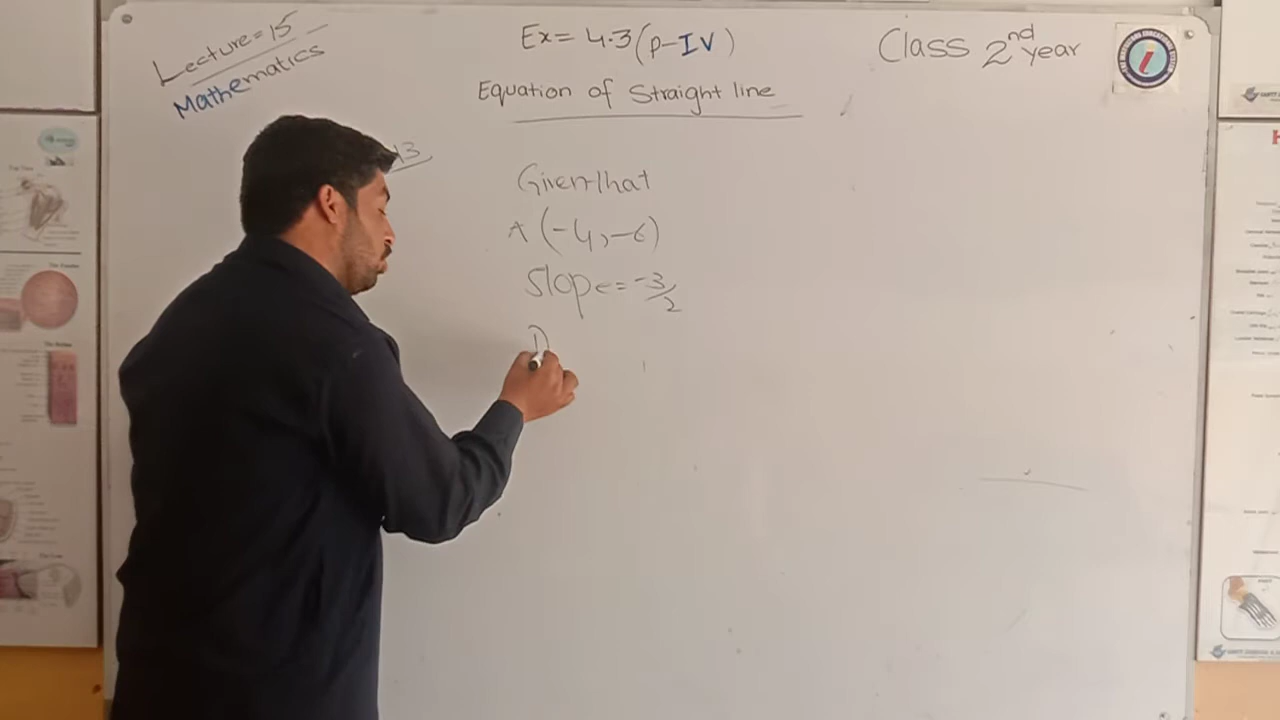 Lecture = 15
Mathematics
Ex = 4.3 (P-IV)
Class 2nd year
Equation of Straight line
13
Given that
A (-4, -6)
Slope = -3/2
D